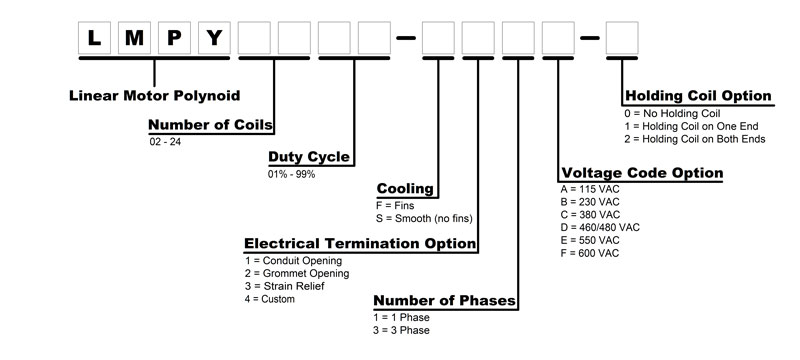 L M P Y - -
Linear Motor Polynoid
Number of Coils
02 - 24
Duty Cycle
01% - 99%
Cooling
F = Fins
S = Smooth (no fins)
Electrical Termination Option
1 = Conduit Opening
2 = Grommet Opening
3 = Strain Relief
4 = Custom
Number of Phases
1 = 1 Phase
3 = 3 Phase
Holding Coil Option
0 = No Holding Coil
1 = Holding Coil on One End
2 = Holding Coil on Both Ends
Voltage Code Option
A = 115 VAC
B = 230 VAC
C = 380 VAC
D = 460/480 VAC
E = 550 VAC
F = 600 VAC